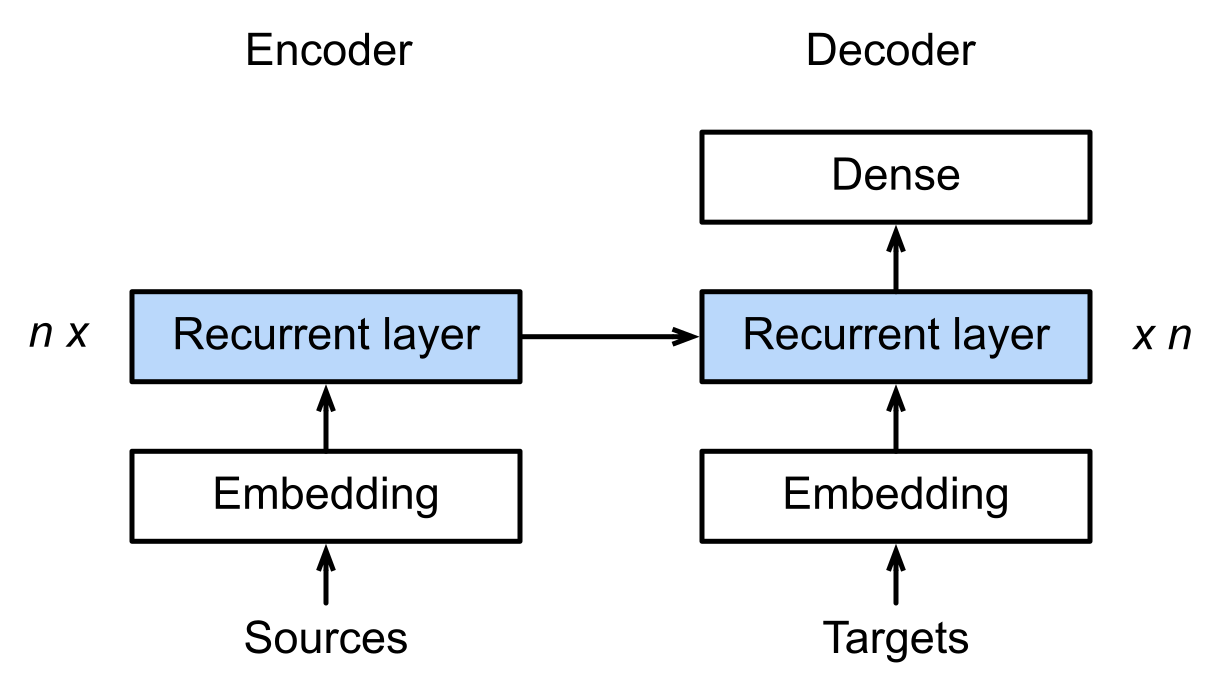 Encoder
Decoder
Dense
n x
Recurrent layer
Recurrent layer
x n
Embedding
Embedding
Sources
Targets